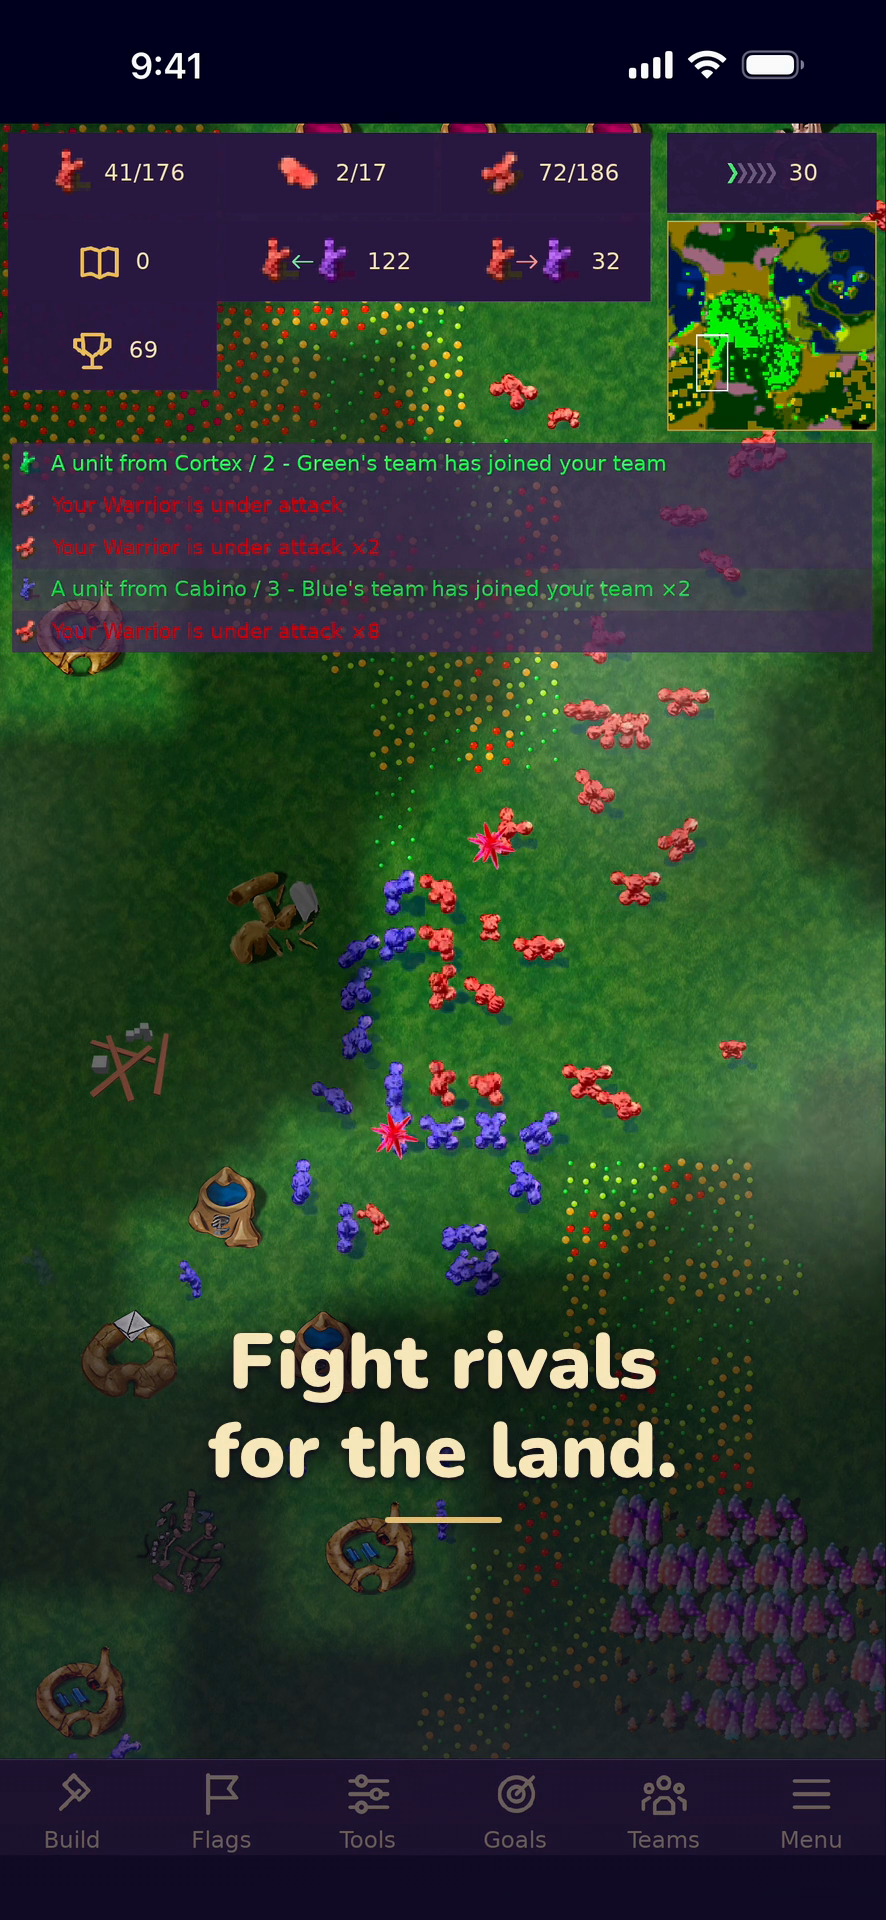 9:41
41/176
2/17
72/186
30
0
122
32
69
A unit from Cortex / 2 - Green's team has joined your team
Your Warrior is under attack
Your Warrior is under attack ×2
A unit from Cabino / 3 - Blue's team has joined your team ×2
Your Warrior is under attack ×8
Fight rivals
for the land.
Build
Flags
Tools
Goals
Teams
Menu